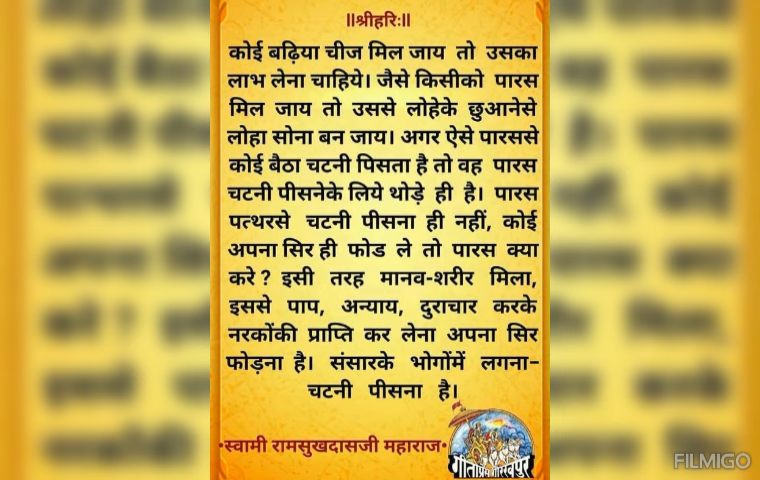 ॥श्रीहरिः॥
कोई बढ़िया चीज मिल जाय तो उसका
लाभ लेना चाहिये। जैसे किसीको पारस
मिल जाय तो उससे लोहेके छुआनेसे
लोहा सोना बन जाय। अगर ऐसे पारससे
कोई बैठा चटनी पिसता है तो वह पारस
चटनी पीसनेके लिये थोड़े ही है। पारस
पत्थरसे चटनी पीसना ही नहीं, कोई
अपना सिर ही फोड ले तो पारस क्या
करे ? इसी तरह मानव-शरीर मिला,
इससे पाप, अन्याय, दुराचार करके
नरकोंकी प्राप्ति कर लेना अपना सिर
फोड़ना है। संसारके भोगोंमें लगना–
चटनी पीसना है।
•स्वामी रामसुखदासजी महाराज•
गीताप्रेस गोरखपुर
FILMIGO